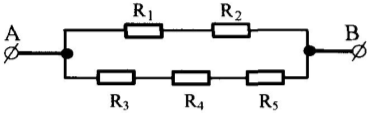 R₁ R₂
A B
R₃ R₄ R₅